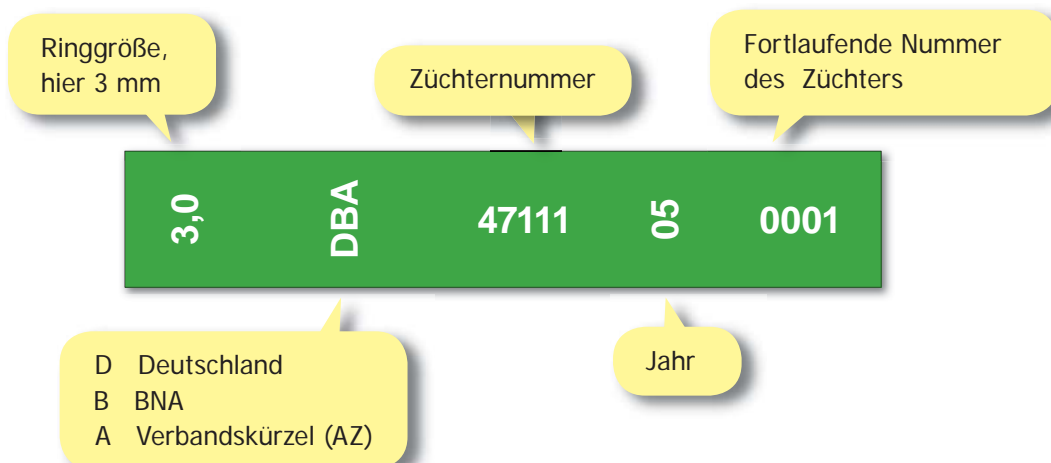 Ringgröße,
hier 3 mm
Züchternummer
Fortlaufende Nummer
des Züchters
3,0 DBA 47111 05 0001
D Deutschland
B BNA
A Verbandskürzel (AZ)
Jahr